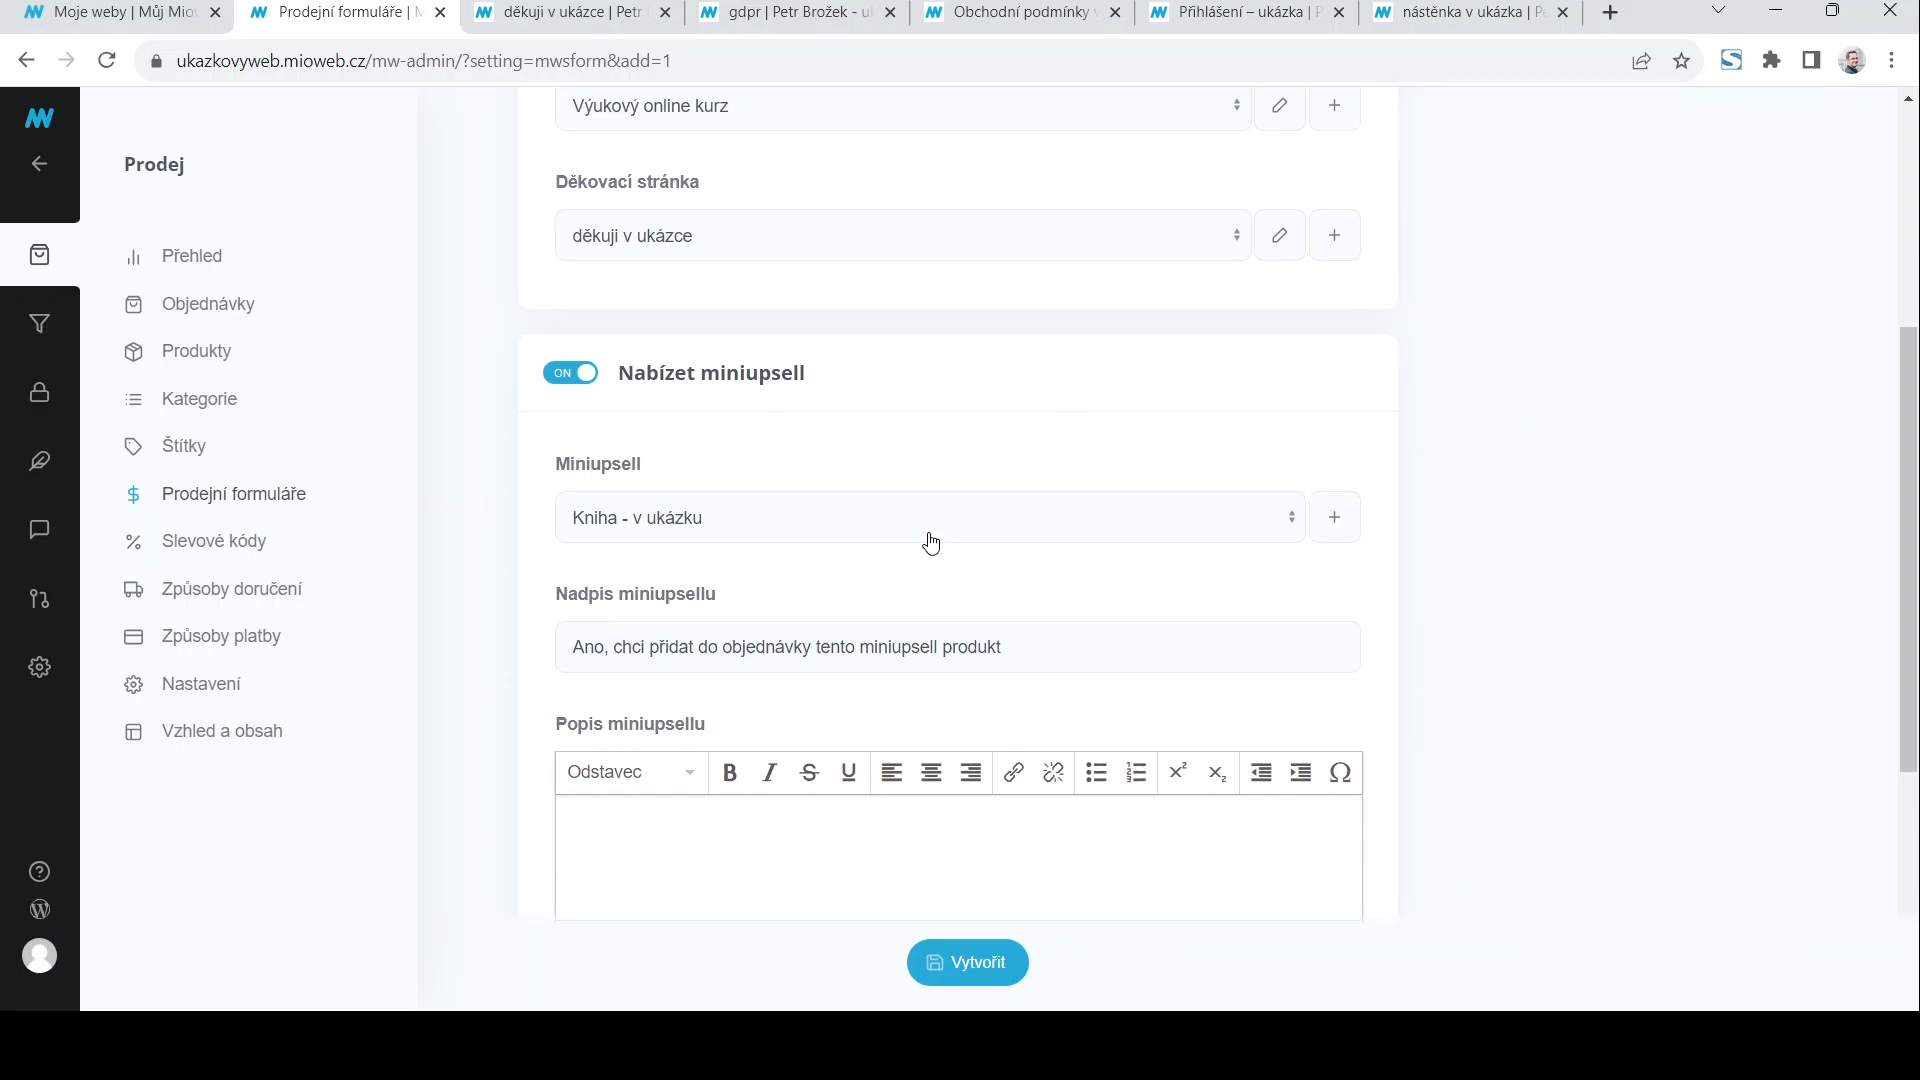 Moje weby | Můj Mio
Prodejní formuláře |
děkuji v ukázce | Petr
gdpr | Petr Brožek - u
Obchodní podmínky
Přihlášení – ukázka |
nástěnka v ukázka |
ukazkovyweb.mioweb.cz/mw-admin/?setting=mwsform&add=1
Prodej
Přehled
Objednávky
Produkty
Kategorie
Štítky
Prodejní formuláře
Slevové kódy
Způsoby doručení
Způsoby platby
Nastavení
Vzhled a obsah
Výukový online kurz
Děkovací stránka
děkuji v ukázce
ON Nabízet miniupsell
Miniupsell
Kniha - v ukázku
Nadpis miniupsellu
Ano, chci přidat do objednávky tento miniupsell produkt
Popis miniupsellu
Odstavec
Vytvořit